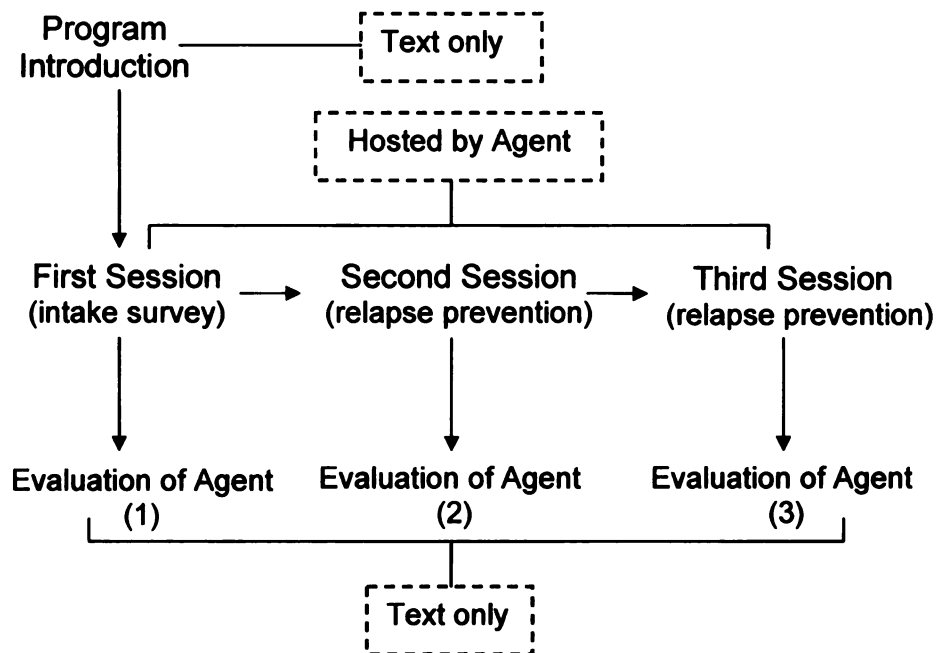 Program
Introduction
Text only
Hosted by Agent
First Session
(intake survey)
Second Session
(relapse prevention)
Third Session
(relapse prevention)
Evaluation of Agent
(1)
Evaluation of Agent
(2)
Evaluation of Agent
(3)
Text only